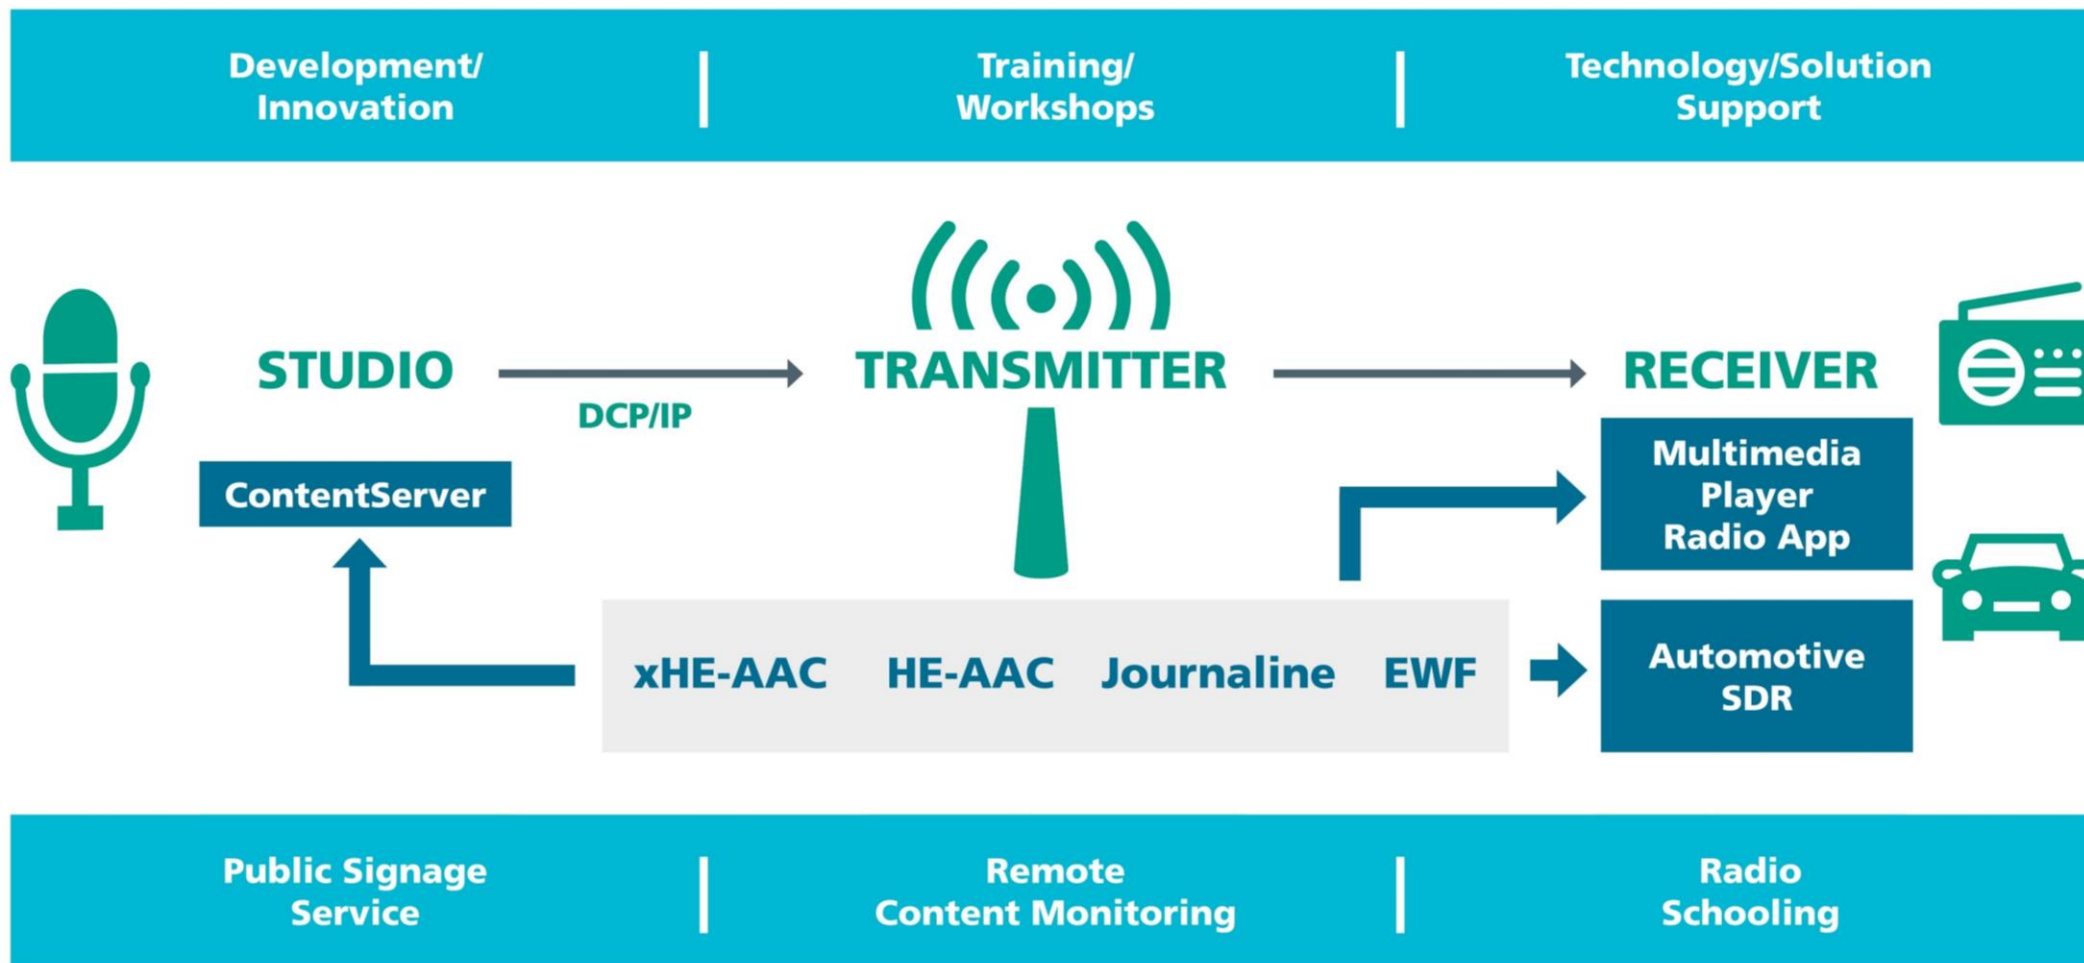 Development/
Innovation
Training/
Workshops
Technology/Solution
Support
STUDIO
DCP/IP
TRANSMITTER
RECEIVER
ContentServer
Multimedia
Player
Radio App
xHE-AAC HE-AAC Journaline EWF
Automotive
SDR
Public Signage
Service
Remote
Content Monitoring
Radio
Schooling